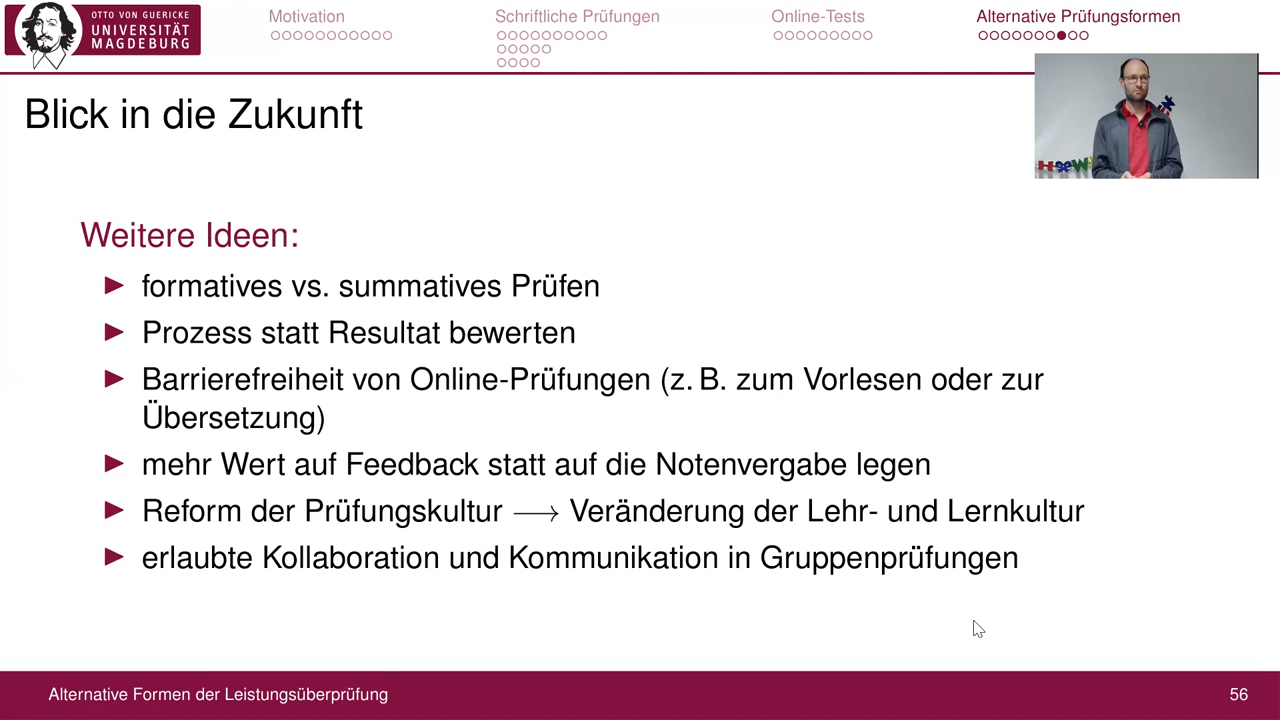 OTTO VON GUERICKE
UNIVERSITÄT
MAGDEBURG
Motivation
Schriftliche Prüfungen
Online-Tests
Alternative Prüfungsformen
Blick in die Zukunft
Weitere Ideen:
formatives vs. summatives Prüfen
Prozess statt Resultat bewerten
Barrierefreiheit von Online-Prüfungen (z. B. zum Vorlesen oder zur
Übersetzung)
mehr Wert auf Feedback statt auf die Notenvergabe legen
Reform der Prüfungskultur ⟶ Veränderung der Lehr- und Lernkultur
erlaubte Kollaboration und Kommunikation in Gruppenprüfungen
Alternative Formen der Leistungsüberprüfung
56